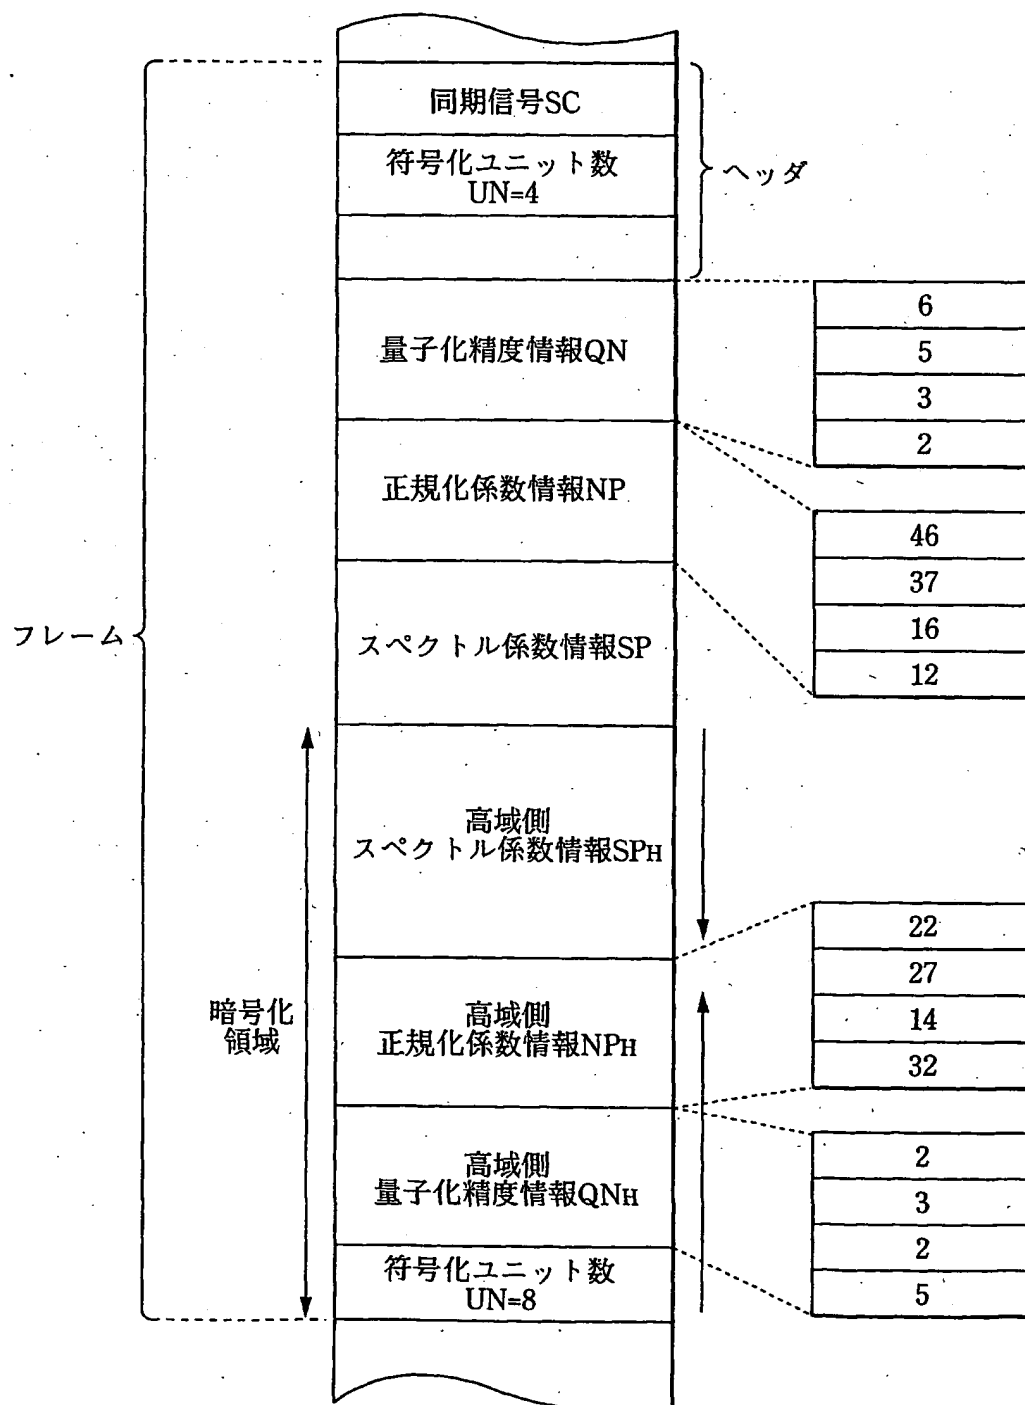 同期信号SC
符号化ユニット数
UN=4
ヘッダ
量子化精度情報QN
6
5
3
2
正規化係数情報NP
46
37
16
12
フレーム
スペクトル係数情報SP
高域側
スペクトル係数情報SPH
22
27
14
32
暗号化
領域
高域側
正規化係数情報NPH
高域側
量子化精度情報QNH
2
3
2
5
符号化ユニット数
UN=8